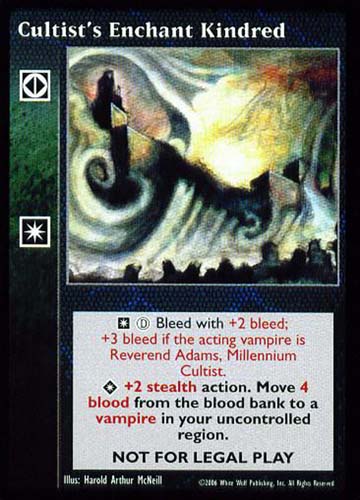 Cultist's Enchant Kindred
Ⓓ Bleed with +2 bleed;
+3 bleed if the acting vampire is
Reverend Adams, Millennium
Cultist.
+2 stealth action. Move 4
blood from the blood bank to a
vampire in your uncontrolled
region.
NOT FOR LEGAL PLAY
Illus: Harold Arthur McNeill
©2006 White Wolf Publishing, Inc. All Rights Reserved